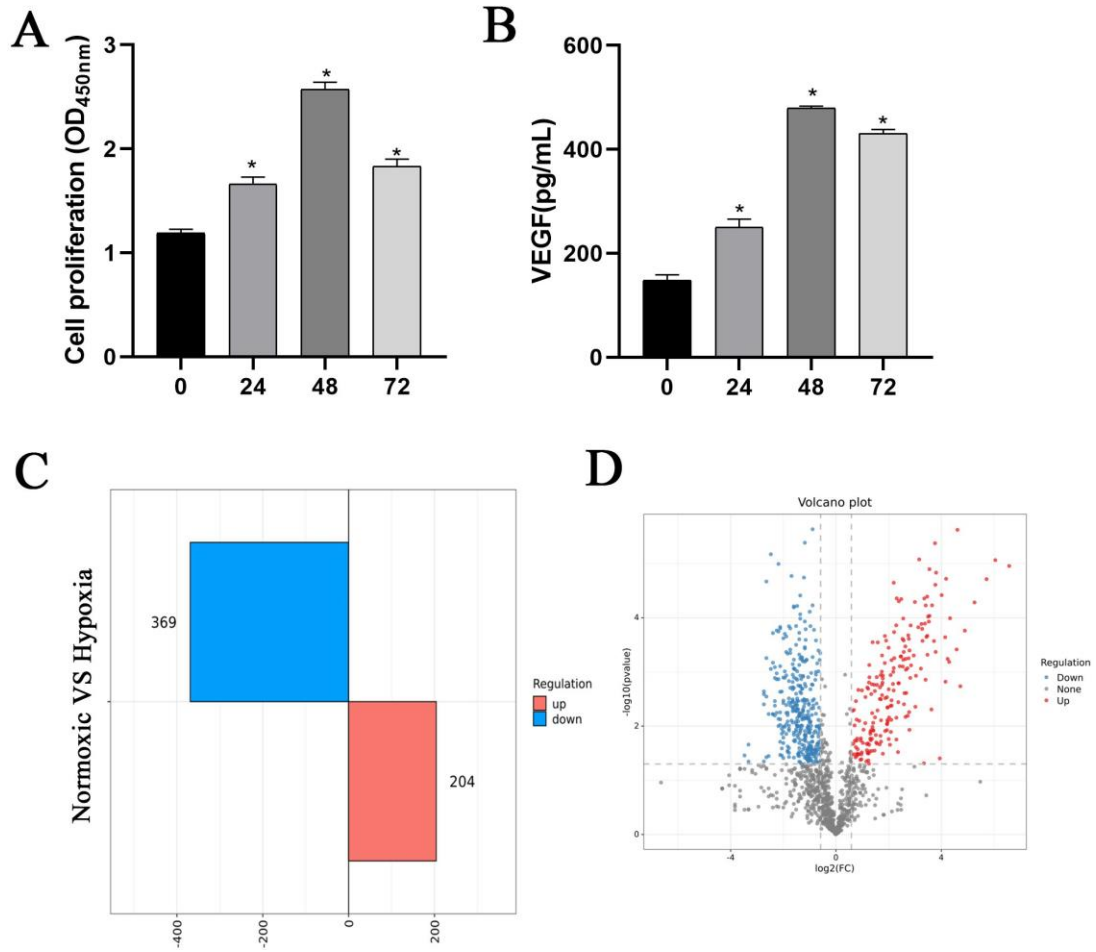 A
Cell proliferation (OD450nm)
3
2
1
0
*
*
*
0 24 48 72
B
VEGF(pg/mL)
600
400
200
0
*
*
*
0 24 48 72
C
Normoxic VS Hypoxia
369
204
-400 -200 0 200
Regulation
up
down
D
Volcano plot
-log10(pvalue)
4
2
0
-4 0 4
log2(FC)
Regulation
Down
None
Up